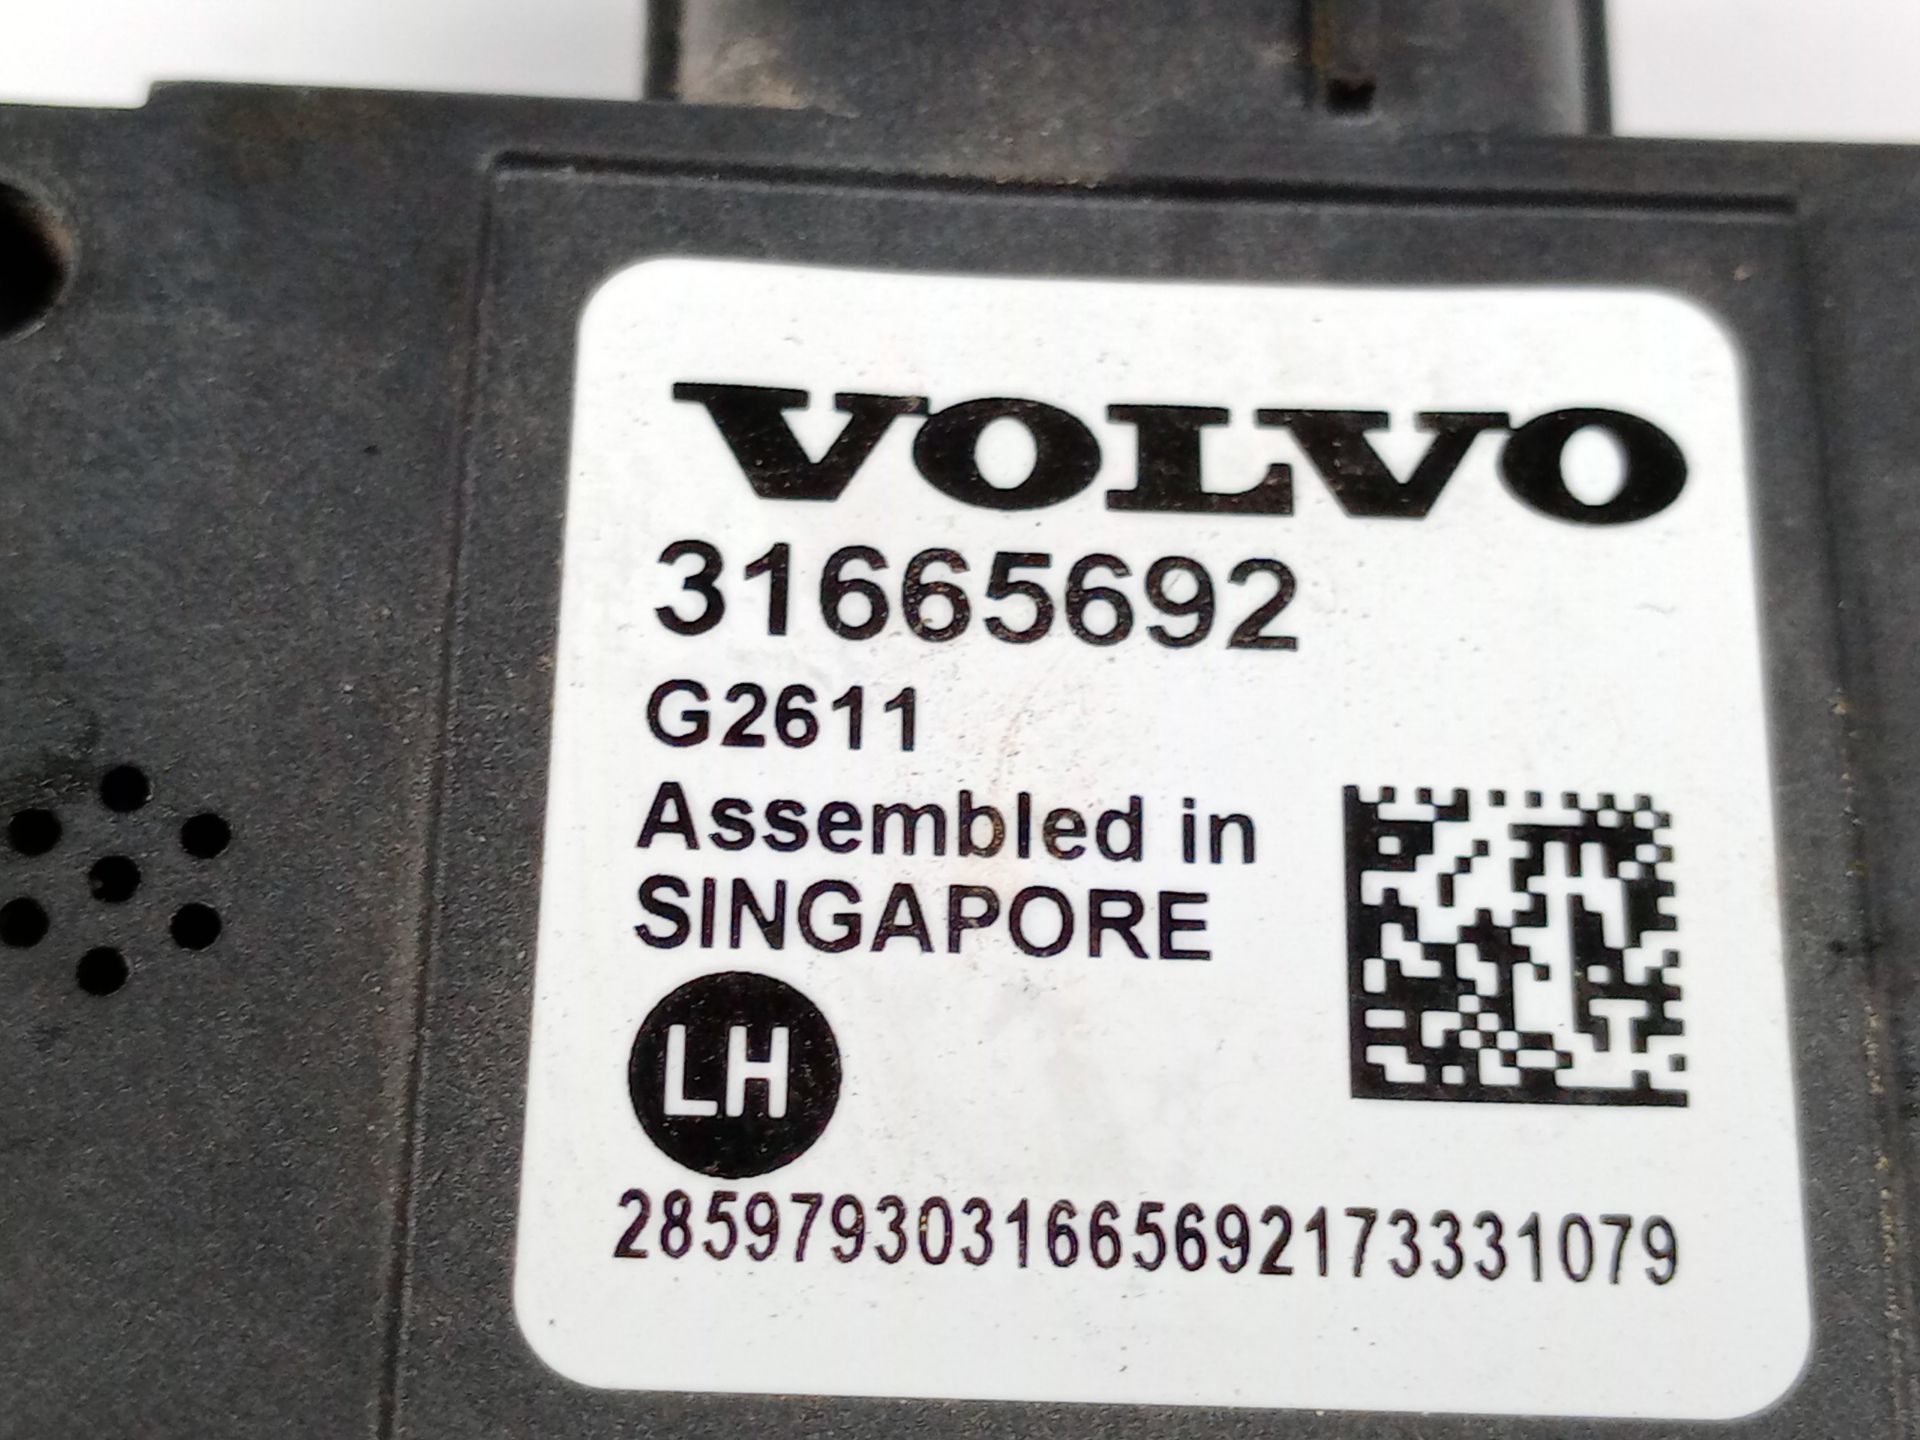 VOLVO
31665692
G2611
Assembled in
SINGAPORE
LH
28597930316656921733331079